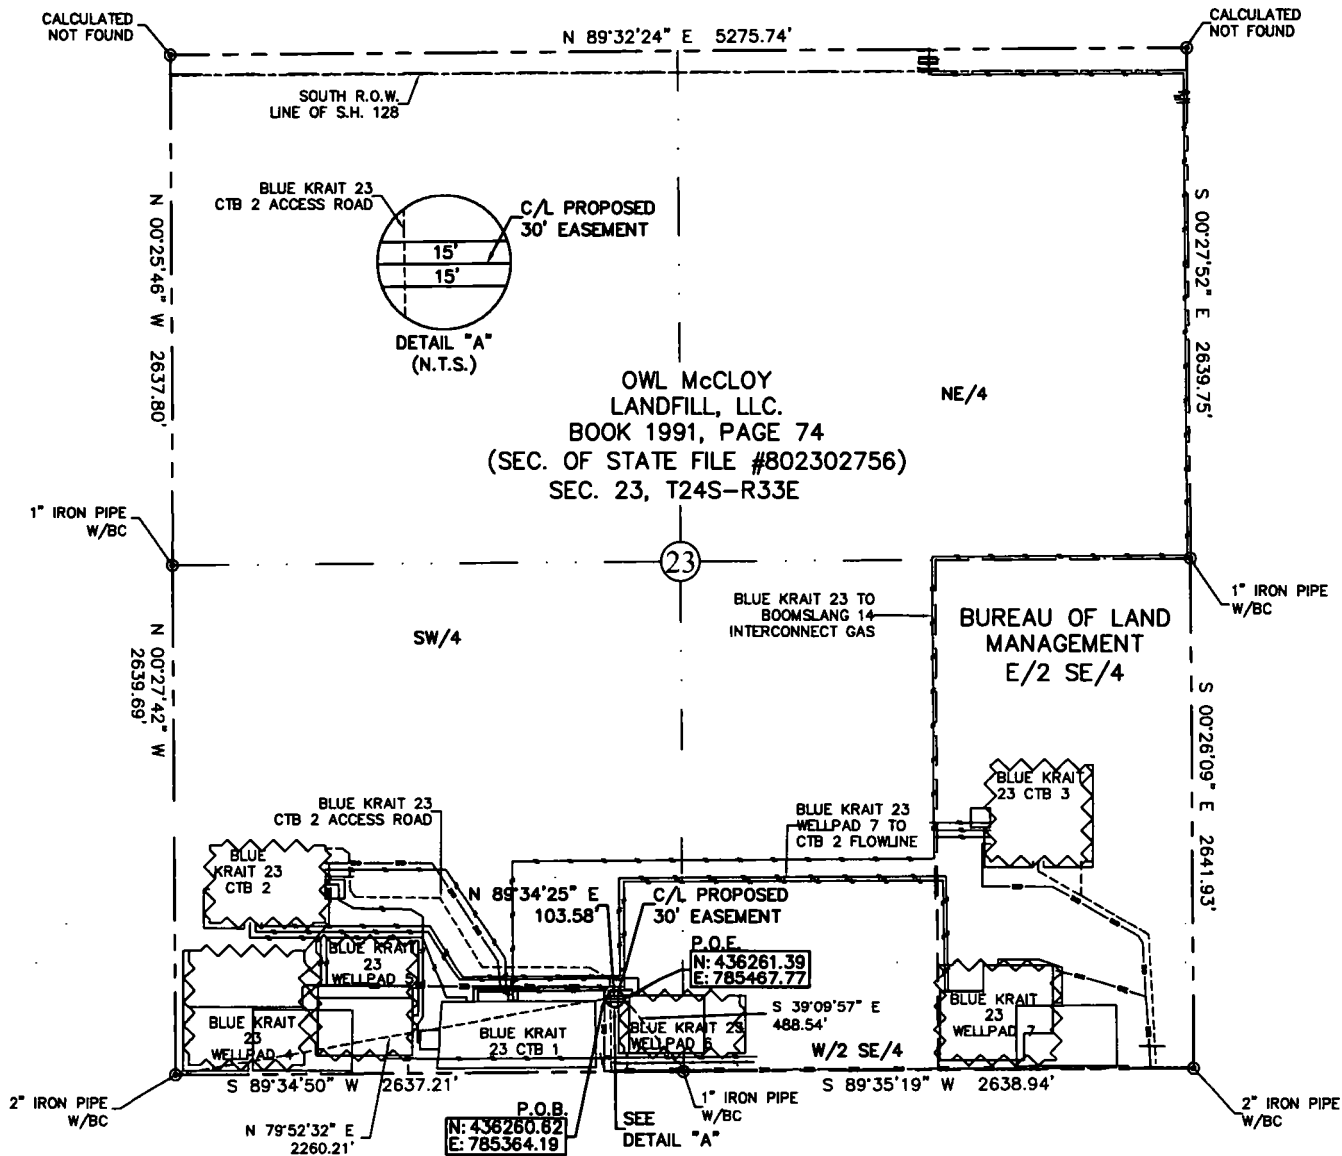 CALCULATED
NOT FOUND
N 89°32'24" E 5275.74'
CALCULATED
NOT FOUND
SOUTH R.O.W.
LINE OF S.H. 128
BLUE KRAIT 23
CTB 2 ACCESS ROAD
C/L PROPOSED
30' EASEMENT
15'
15'
DETAIL "A"
(N.T.S.)
N 00°25'46" W 2637.80'
S 00°27'52" E 2639.75'
OWL McCLOY
LANDFILL, LLC.
BOOK 1991, PAGE 74
(SEC. OF STATE FILE #802302756)
SEC. 23, T24S-R33E
NE/4
1" IRON PIPE
W/BC
23
1" IRON PIPE
W/BC
BLUE KRAIT 23 TO
BOOMSLANG 14
INTERCONNECT GAS
BUREAU OF LAND
MANAGEMENT
E/2 SE/4
SW/4
N 00°27'42" W
2639.69'
S 00°26'09" E 2641.93'
BLUE KRAIT
23 CTB 3
BLUE KRAIT 23
CTB 2 ACCESS ROAD
BLUE KRAIT 23
WELLPAD 7 TO
CTB 2 FLOWLINE
BLUE
KRAIT 23
CTB 2
N 89°34'25" E
103.58'
C/L PROPOSED
30' EASEMENT
P.O.E.
N: 436261.39
E: 785467.77
BLUE KRAIT
23
WELLPAD 5
S 39°09'57" E
488.54'
BLUE KRAIT
23
WELLPAD 4
BLUE KRAIT
23 CTB 1
BLUE KRAIT 23
WELLPAD 6
BLUE KRAIT
23
WELLPAD 7
W/2 SE/4
S 89°34'50" W 2637.21'
S 89°35'19" W 2638.94'
2" IRON PIPE
W/BC
N 79°52'32" E
2260.21'
P.O.B.
N: 436260.62
E: 785364.19
SEE
DETAIL "A"
1" IRON PIPE
W/BC
2" IRON PIPE
W/BC